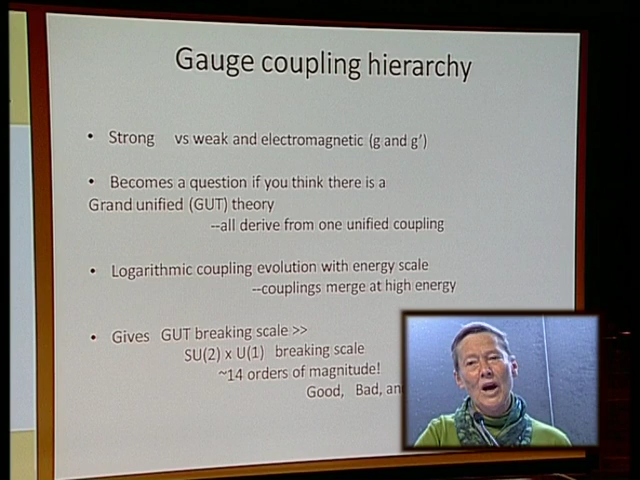 Gauge coupling hierarchy
• Strong vs weak and electromagnetic (g and g')
• Becomes a question if you think there is a
Grand unified (GUT) theory
--all derive from one unified coupling
• Logarithmic coupling evolution with energy scale
--couplings merge at high energy
• Gives GUT breaking scale >>
SU(2) x U(1) breaking scale
~14 orders of magnitude!
Good, Bad, an